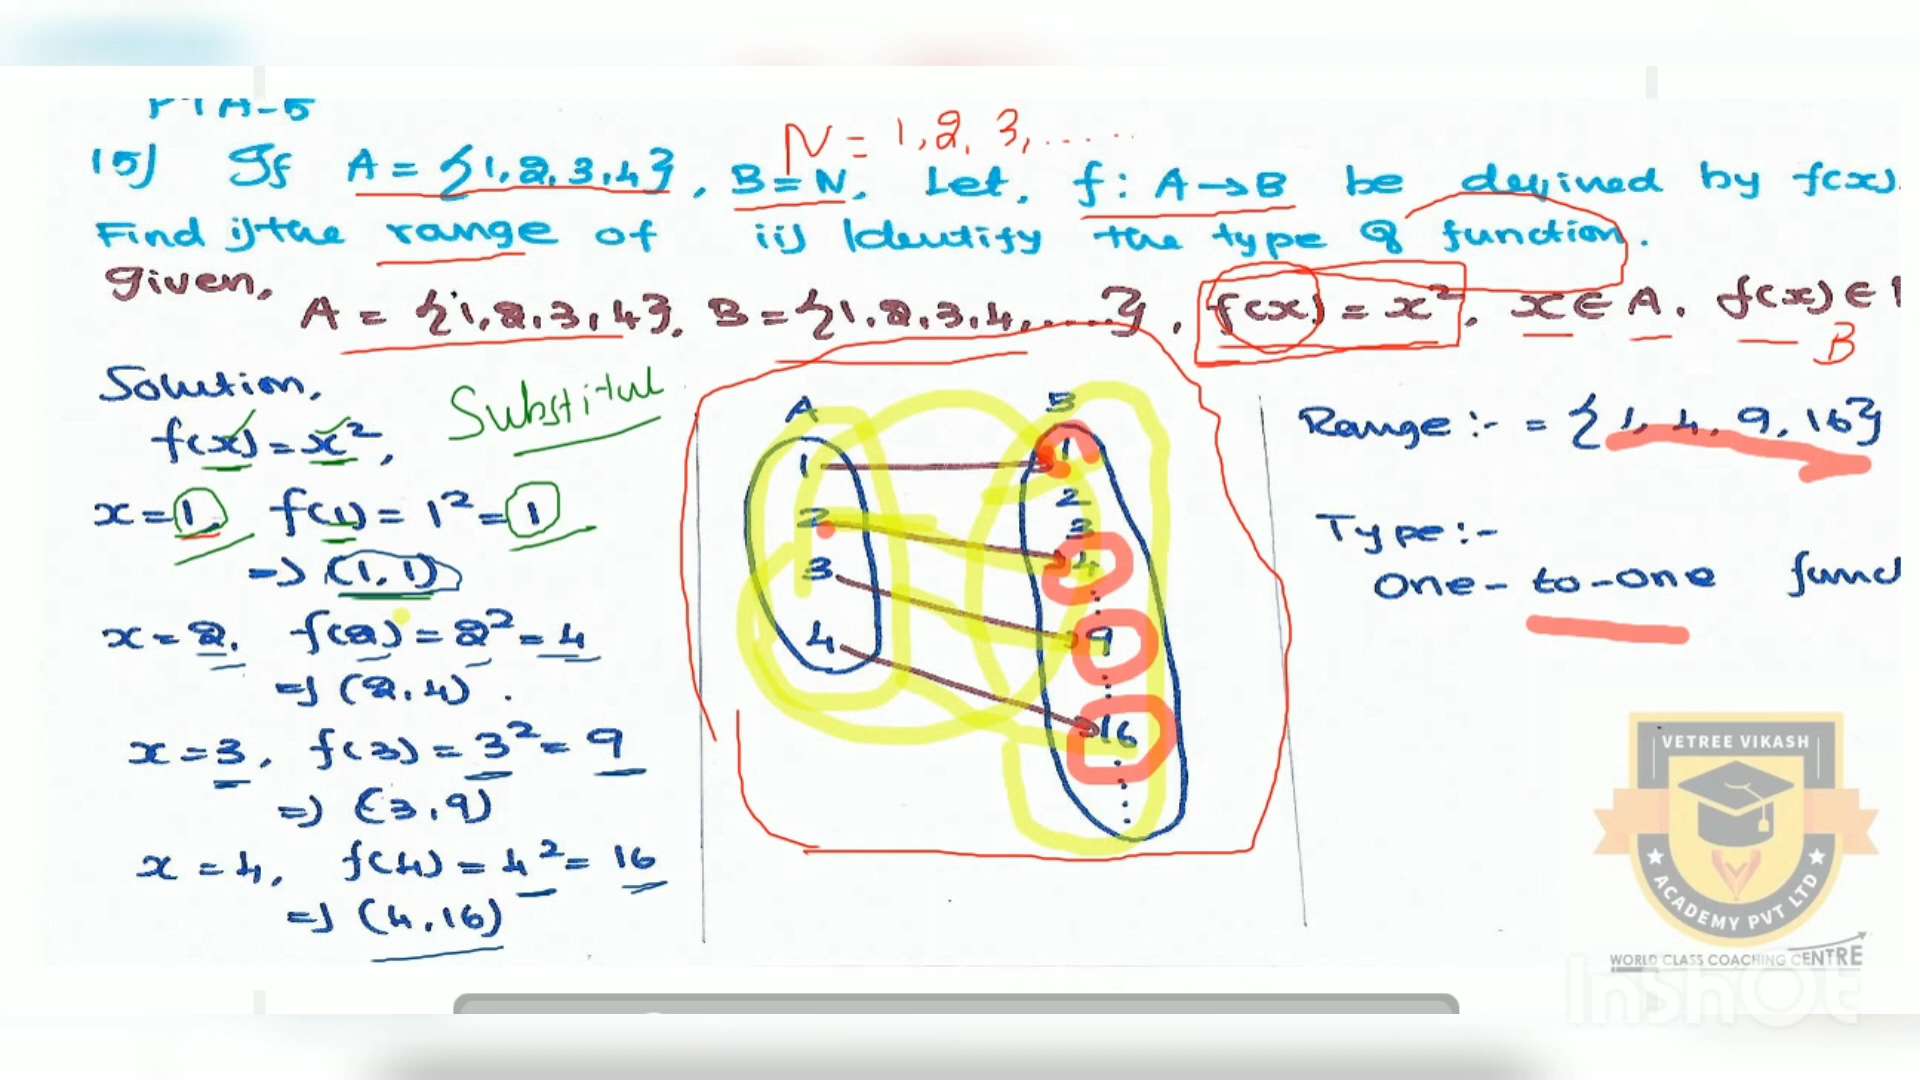 PTA-5
N = 1,2,3,.....
15) If A = {1,2,3,4}, B=N. Let, f: A→B be defined by f(x).
Find i) the range of ii) Identify the type of function.
Given,
A = {1,2,3,4}, B={1,2,3,4,....}, f(x) = x², x∈A. f(x)∈
B
Solution,
f(x)=x²,
x=1, f(1)=1²=1
=> (1,1)
x=2. f(2)=2²=4
=> (2,4).
x=3, f(3)=3²=9
=> (3,9)
x=4, f(4)=4²=16
=> (4,16)
A B
1 1
2 2
3 3
4 4
9
16
Range:- = {1,4,9,16}
Type:-
One-to-one func
VETREE VIKASH
ACADEMY PVT LTD
WORLD CLASS COACHING CENTRE
InShOt